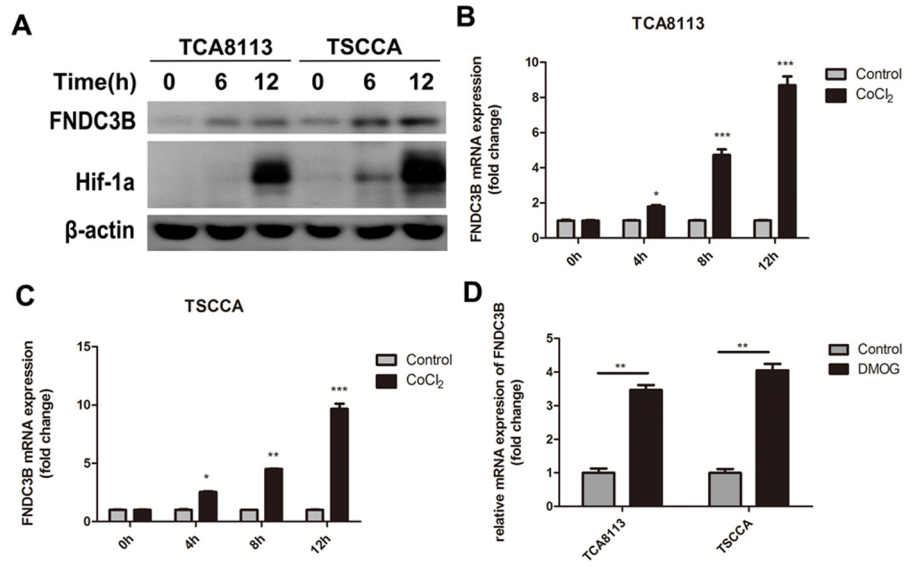 A
TCA8113 TSCCA
Time(h) 0 6 12 0 6 12
FNDC3B
Hif-1a
β-actin
B
TCA8113
FNDC3B mRNA expression
(fold change)
10
8
6
4
2
0
*
***
***
0h 4h 8h 12h
Control
CoCl2
C
TSCCA
FNDC3B mRNA expression
(fold change)
15
10
5
0
*
**
***
0h 4h 8h 12h
Control
CoCl2
D
relative mRNA experision of FNDC3B
(fold change)
5
4
3
2
1
0
**
**
TCA8113 TSCCA
Control
DMOG